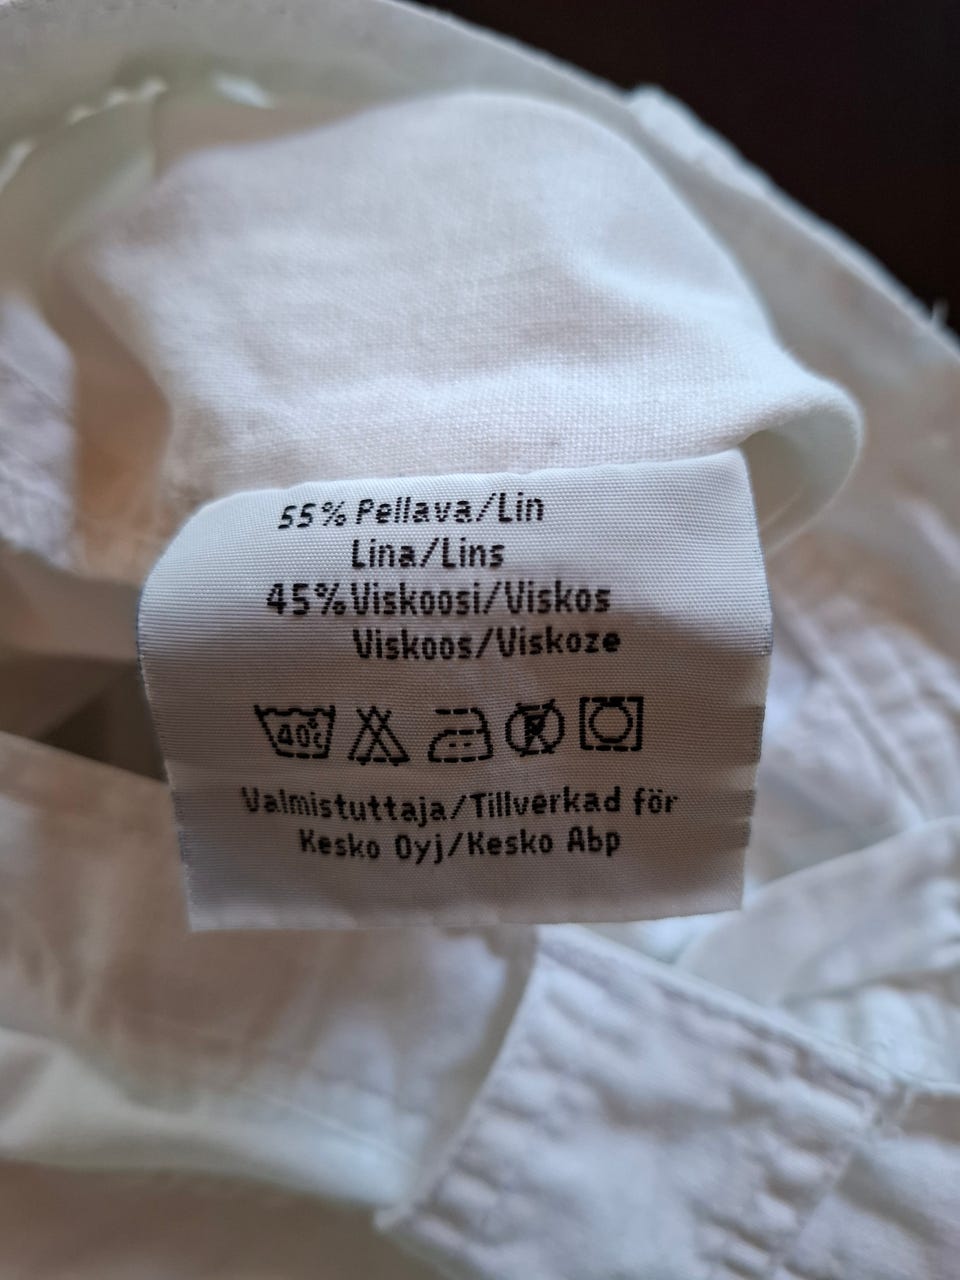 55% Pellava/Lin
Lina/Lins
45% Viskoosi/Viskos
Viskoos/Viskoze
40°C
Valmistuttaja/Tillverkad för
Kesko Oyj/Kesko Abp